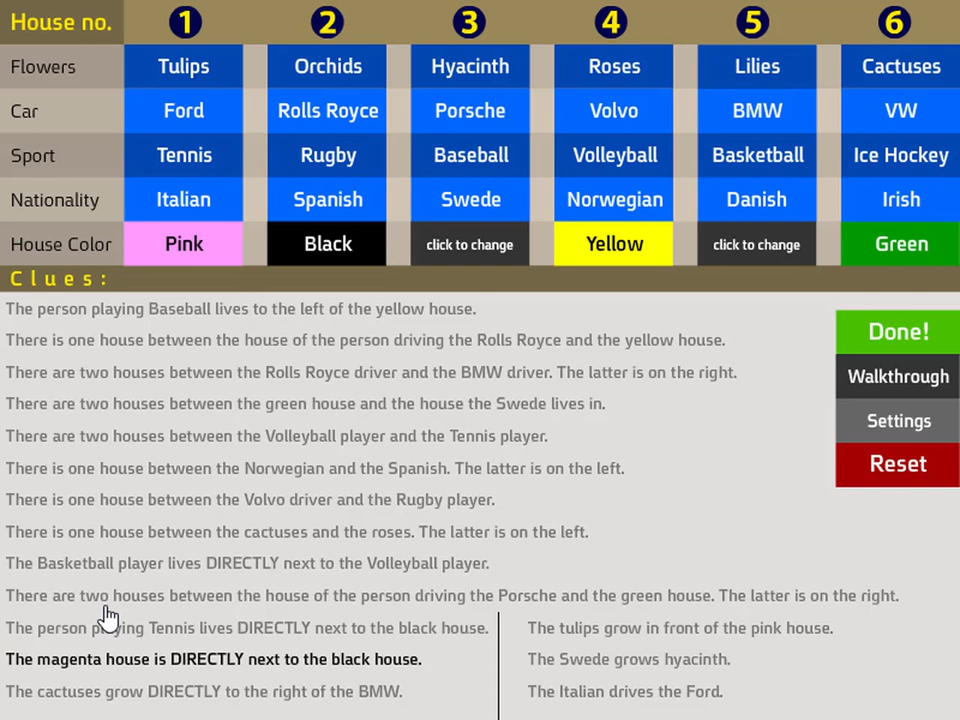 House no. 1 2 3 4 5 6
Flowers Tulips Orchids Hyacinth Roses Lilies Cactuses
Car Ford Rolls Royce Porsche Volvo BMW VW
Sport Tennis Rugby Baseball Volleyball Basketball Ice Hockey
Nationality Italian Spanish Swede Norwegian Danish Irish
House Color Pink Black click to change Yellow click to change Green
Clues:
The person playing Baseball lives to the left of the yellow house.
There is one house between the house of the person driving the Rolls Royce and the yellow house.
There are two houses between the Rolls Royce driver and the BMW driver. The latter is on the right.
There are two houses between the green house and the house the Swede lives in.
There are two houses between the Volleyball player and the Tennis player.
There is one house between the Norwegian and the Spanish. The latter is on the left.
There is one house between the Volvo driver and the Rugby player.
There is one house between the cactuses and the roses. The latter is on the left.
The Basketball player lives DIRECTLY next to the Volleyball player.
There are two houses between the house of the person driving the Porsche and the green house. The latter is on the right.
The person playing Tennis lives DIRECTLY next to the black house.
The magenta house is DIRECTLY next to the black house.
The cactuses grow DIRECTLY to the right of the BMW.
The tulips grow in front of the pink house.
The Swede grows hyacinth.
The Italian drives the Ford.
Done!
Walkthrough
Settings
Reset